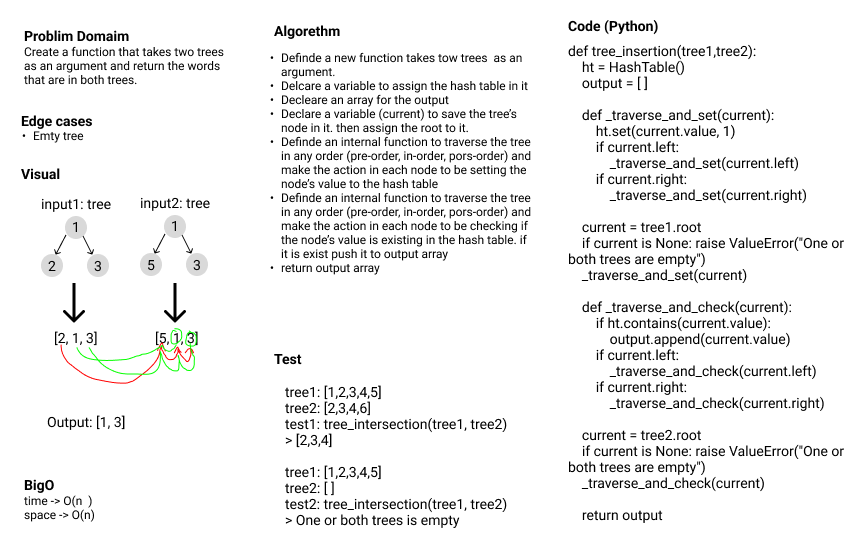 Problim Domaim
Create a function that takes two trees
as an argument and return the words
that are in both trees.
Edge cases
• Emty tree
Visual
input1: tree
input2: tree
1
2
3
1
5
3
[2, 1, 3]
[5, 1, 3]
Output: [1, 3]
BigO
time -> O(n )
space -> O(n)
Algorethm
• Definde a new function takes tow trees as an
argument.
• Delcare a variable to assign the hash table in it
• Decleare an array for the output
• Declare a variable (current) to save the tree's
node in it. then assign the root to it.
• Definde an internal function to traverse the tree
in any order (pre-order, in-order, pors-order) and
make the action in each node to be setting the
node's value to the hash table
• Definde an internal function to traverse the tree
in any order (pre-order, in-order, pors-order) and
make the action in each node to be checking if
the node's value is existing in the hash table. if
it is exist push it to output array
• return output array
Test
tree1: [1,2,3,4,5]
tree2: [2,3,4,6]
test1: tree_intersection(tree1, tree2)
> [2,3,4]
tree1: [1,2,3,4,5]
tree2: [ ]
test2: tree_intersection(tree1, tree2)
> One or both trees is empty
Code (Python)
def tree_insertion(tree1,tree2):
ht = HashTable()
output = [ ]
def _traverse_and_set(current):
ht.set(current.value, 1)
if current.left:
_traverse_and_set(current.left)
if current.right:
_traverse_and_set(current.right)
current = tree1.root
if current is None: raise ValueError("One or
both trees are empty")
_traverse_and_set(current)
def _traverse_and_check(current):
if ht.contains(current.value):
output.append(current.value)
if current.left:
_traverse_and_check(current.left)
if current.right:
_traverse_and_check(current.right)
current = tree2.root
if current is None: raise ValueError("One or
both trees are empty")
_traverse_and_check(current)
return output